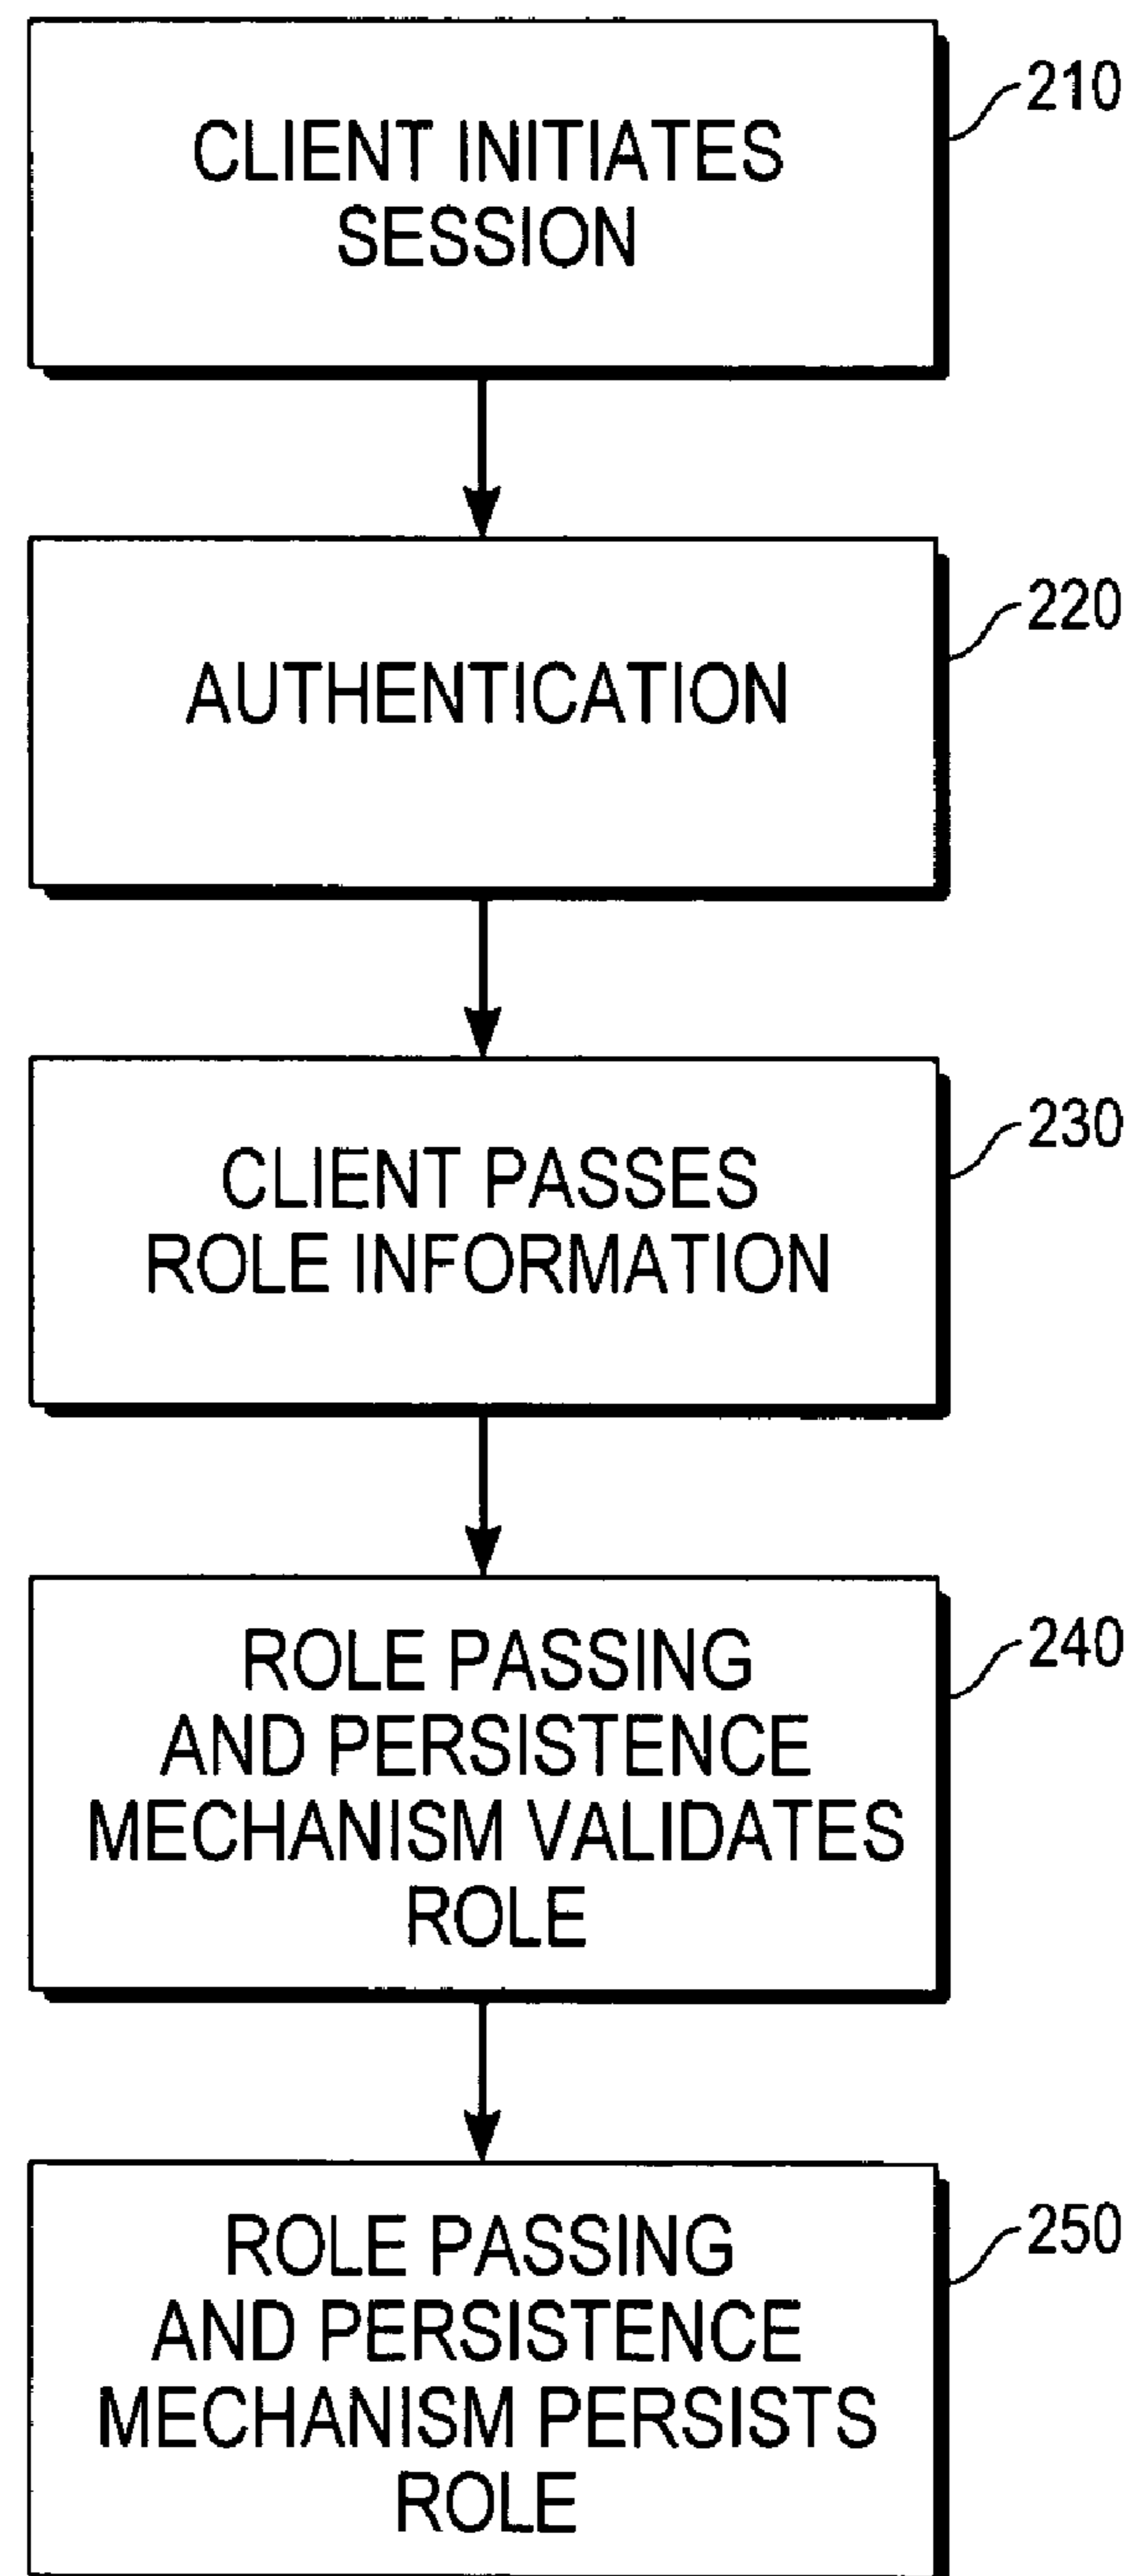 210
CLIENT INITIATES
SESSION
220
AUTHENTICATION
230
CLIENT PASSES
ROLE INFORMATION
240
ROLE PASSING
AND PERSISTENCE
MECHANISM VALIDATES
ROLE
250
ROLE PASSING
AND PERSISTENCE
MECHANISM PERSISTS
ROLE